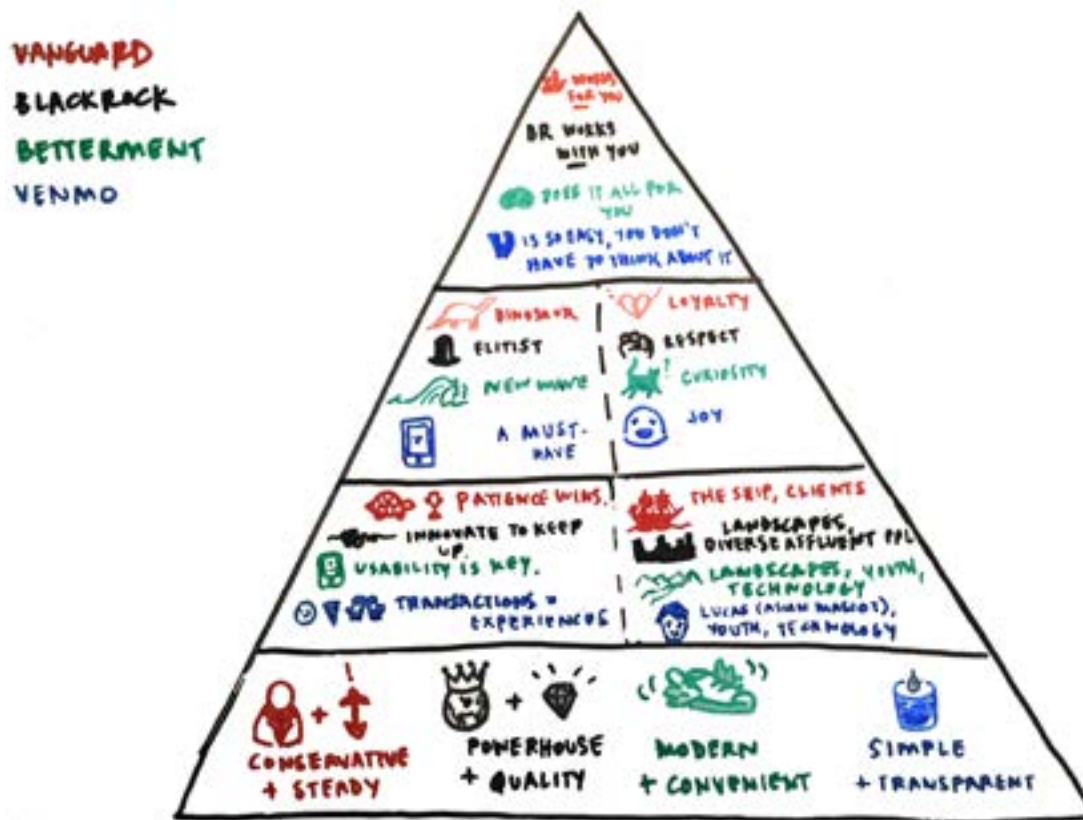 VANGUARD
BLACKROCK
BETTERMENT
VENMO
WORKS
FOR YOU
BR WORKS
WITH YOU
DOES IT ALL FOR
YOU
V IS SO EASY, YOU DON'T
HAVE TO THINK ABOUT IT
DINOSAUR
LOYALTY
ELITIST
RESPECT
NEW WAVE
CURIOSITY
A MUST-
HAVE
JOY
PATIENCE WINS.
THE SHIP, CLIENTS
INNOVATE TO KEEP
UP.
LANDSCAPES,
DIVERSE AFFLUENT PPL
USABILITY IS KEY.
LANDSCAPES, YOUTH,
TECHNOLOGY
TRANSACTIONS =
EXPERIENCES
LUCAS (ASIAN MASCOT),
YOUTH, TECHNOLOGY
CONSERVATIVE
+ STEADY
POWERHOUSE
+ QUALITY
MODERN
+ CONVENIENT
SIMPLE
+ TRANSPARENT